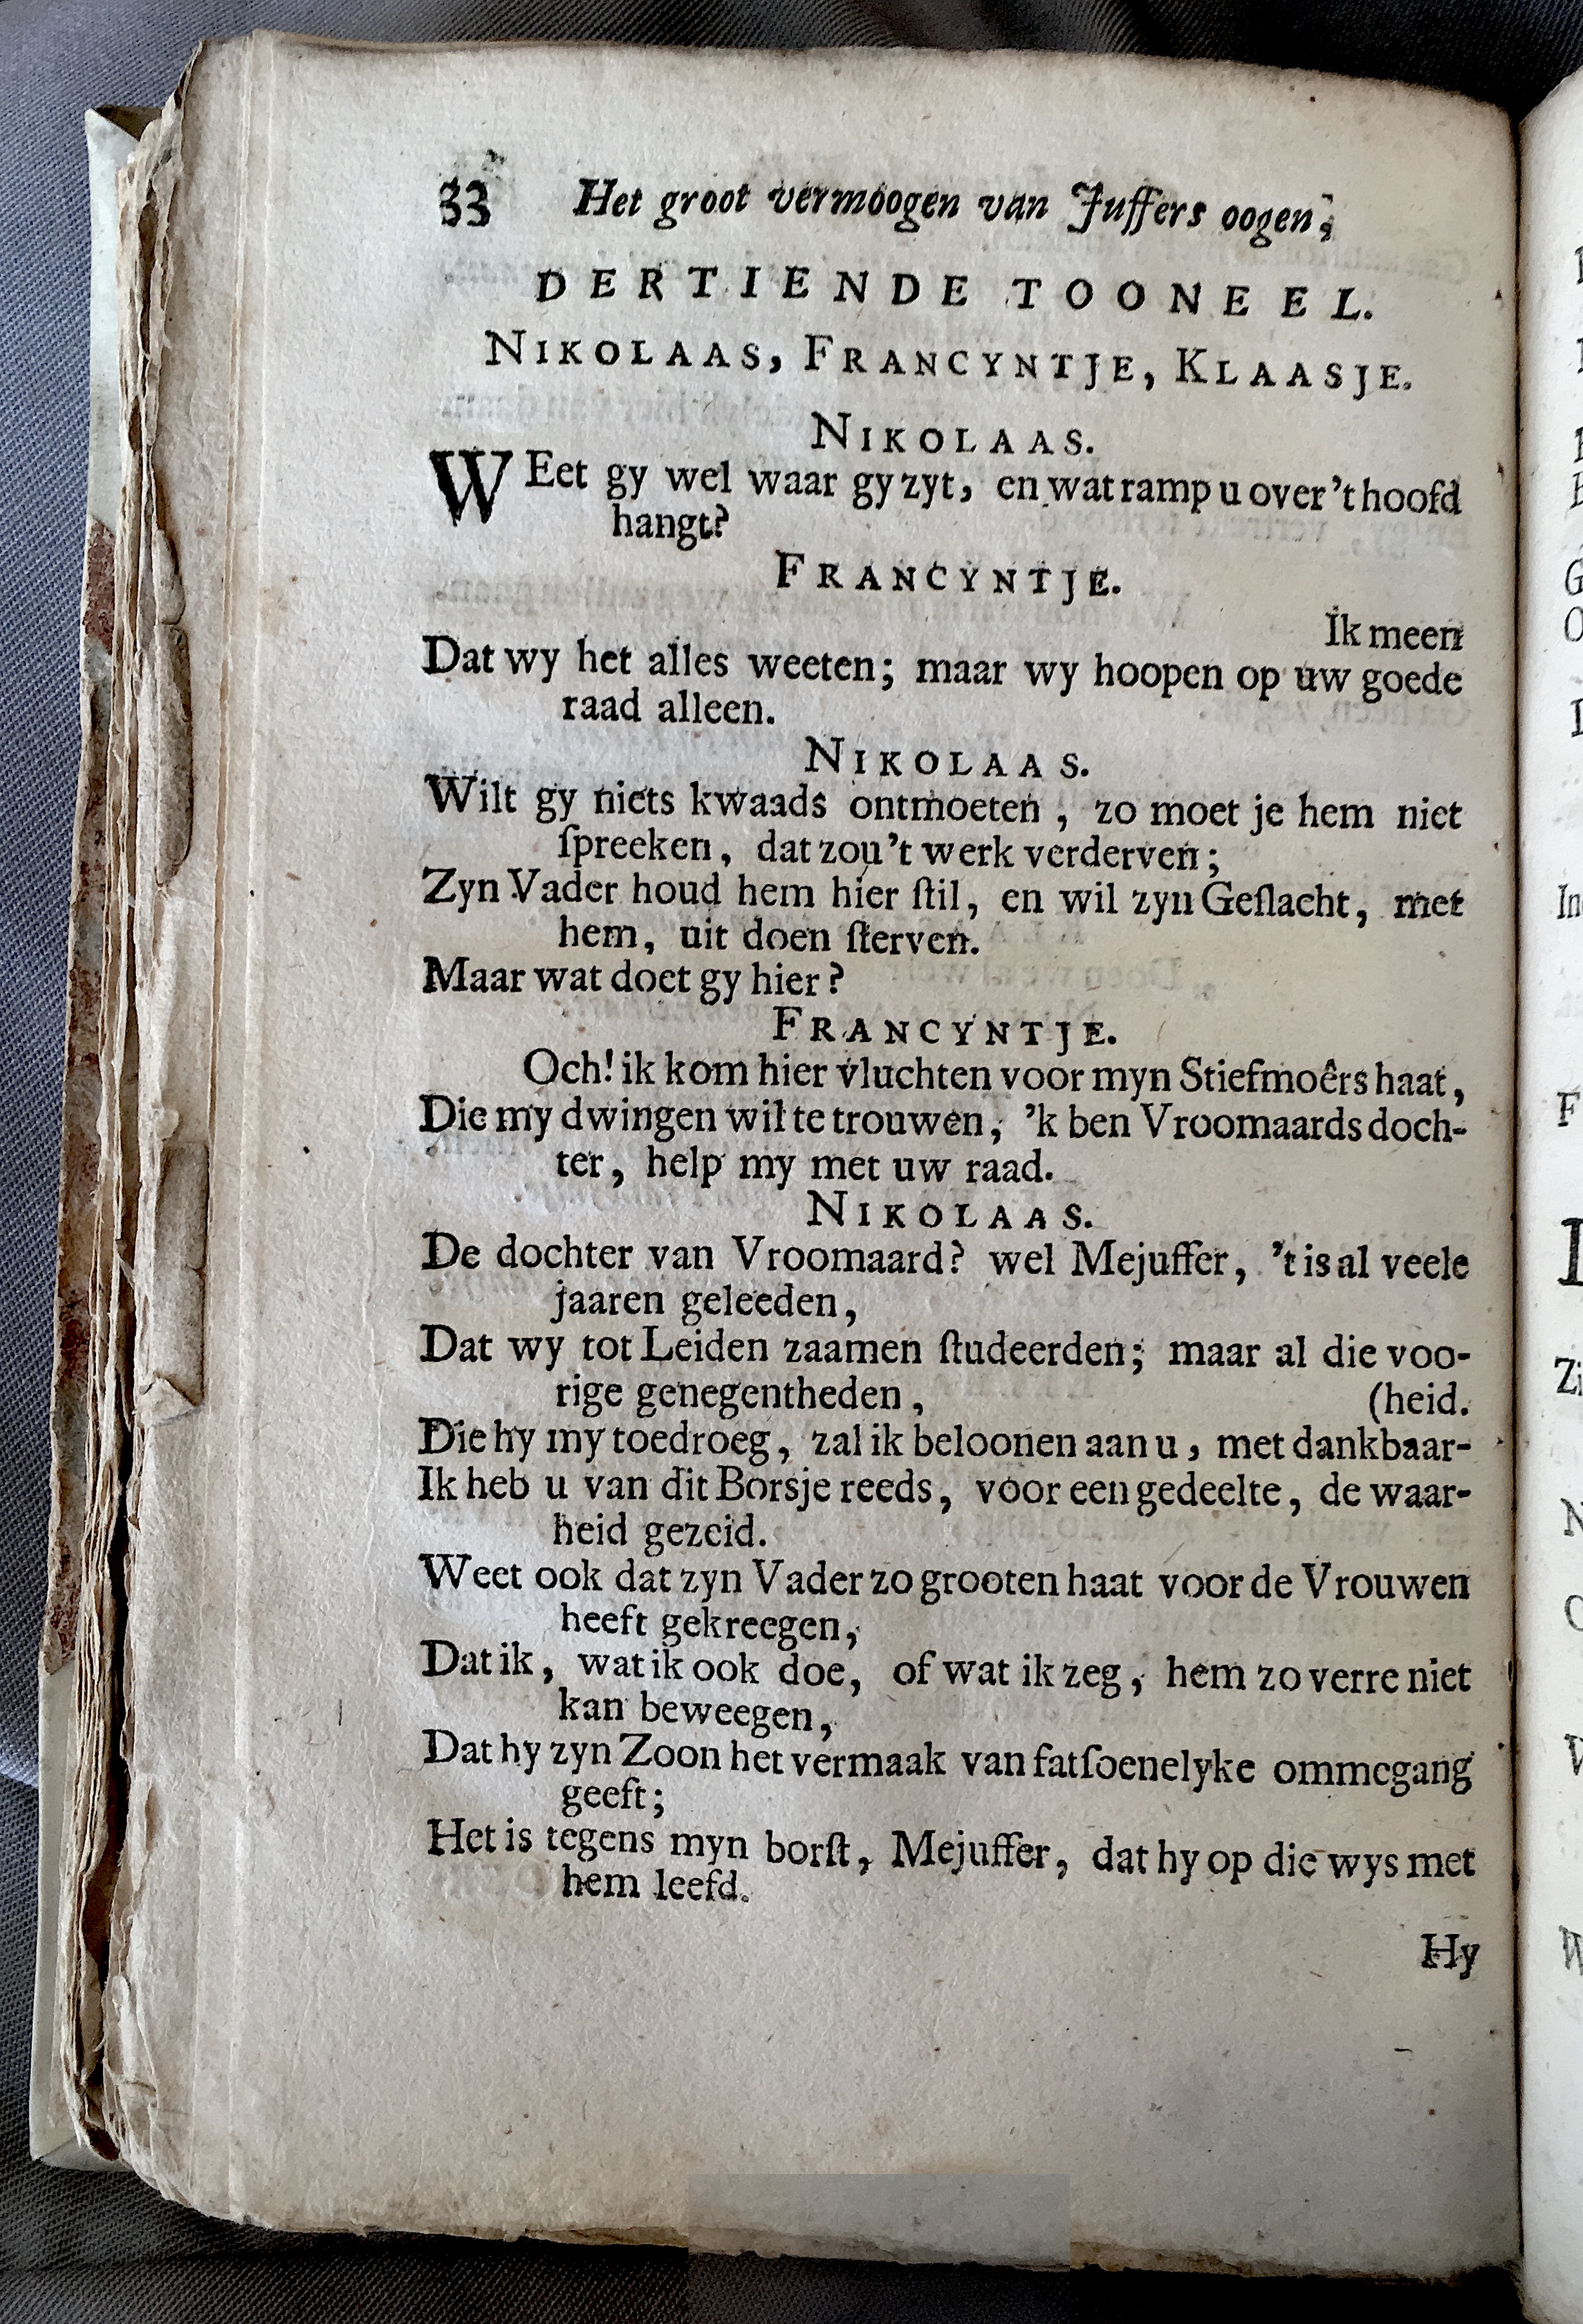 33 Het groot vermoogen van Juffers oogen,
DERTIENDE TOONEEL.
NIKOLAAS, FRANCYNTJE, KLAASJE.
NIKOLAAS.
WEet gy wel waar gy zyt, en wat ramp u over 't hoofd
hangt?
FRANCYNTJE.
Ik meen
Dat wy het alles weeten; maar wy hoopen op uw goede
raad alleen.
NIKOLAAS.
Wilt gy niets kwaads ontmoeten, zo moet je hem niet
ſpreeken, dat zou 't werk verderven;
Zyn Vader houd hem hier ſtil, en wil zyn Geſlacht, met
hem, uit doen ſterven.
Maar wat doet gy hier?
FRANCYNTJE.
Och! ik kom hier vluchten voor myn Stiefmoêrs haat,
Die my dwingen wil te trouwen, 'k ben Vroomaards doch-
ter, help my met uw raad.
NIKOLAAS.
De dochter van Vroomaard? wel Mejuffer, 't is al veele
jaaren geleeden,
Dat wy tot Leiden zaamen ſtudeerden; maar al die voo-
rige genegentheden, (heid.
Die hy my toedroeg, zal ik beloonen aan u, met dankbaar-
Ik heb u van dit Borsje reeds, voor een gedeelte, de waar-
heid gezeid.
Weet ook dat zyn Vader zo grooten haat voor de Vrouwen
heeft gekreegen,
Dat ik, wat ik ook doe, of wat ik zeg, hem zo verre niet
kan beweegen,
Dat hy zyn Zoon het vermaak van fatſoenelyke ommegang
geeft;
Het is tegens myn borſt, Mejuffer, dat hy op die wys met
hem leefd.
Hy